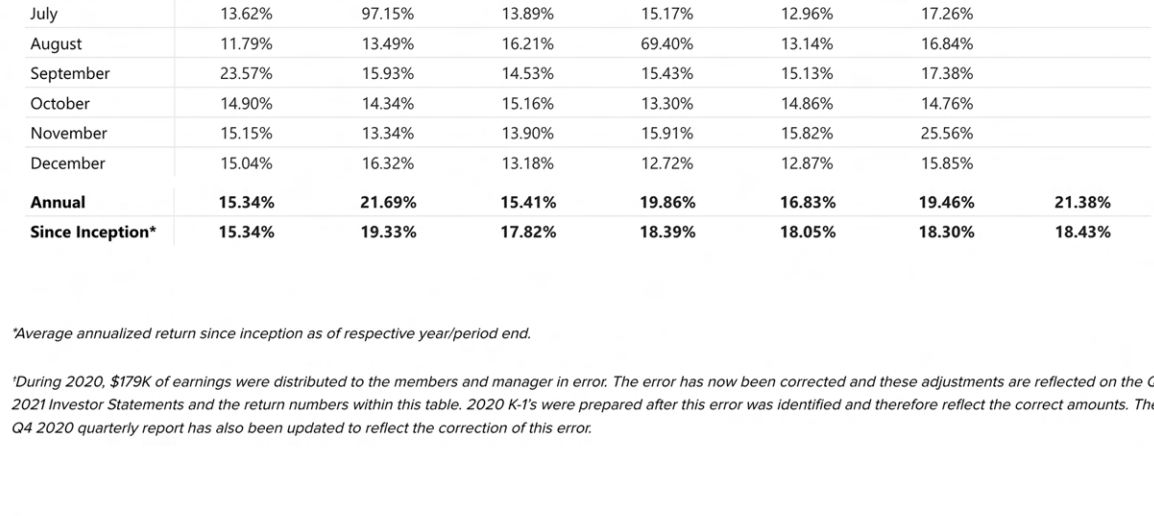 July 13.62% 97.15% 13.89% 15.17% 12.96% 17.26%
August 11.79% 13.49% 16.21% 69.40% 13.14% 16.84%
September 23.57% 15.93% 14.53% 15.43% 15.13% 17.38%
October 14.90% 14.34% 15.16% 13.30% 14.86% 14.76%
November 15.15% 13.34% 13.90% 15.91% 15.82% 25.56%
December 15.04% 16.32% 13.18% 12.72% 12.87% 15.85%
Annual 15.34% 21.69% 15.41% 19.86% 16.83% 19.46% 21.38%
Since Inception* 15.34% 19.33% 17.82% 18.39% 18.05% 18.30% 18.43%
*Average annualized return since inception as of respective year/period end.
†During 2020, $179K of earnings were distributed to the members and manager in error. The error has now been corrected and these adjustments are reflected on the
2021 Investor Statements and the return numbers within this table. 2020 K-1's were prepared after this error was identified and therefore reflect the correct amounts. The
Q4 2020 quarterly report has also been updated to reflect the correction of this error.